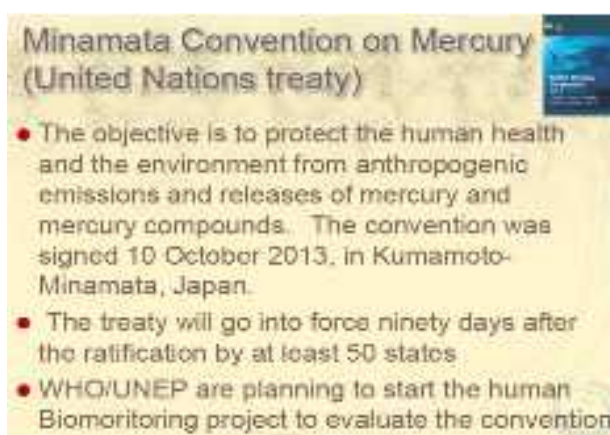 Minamata Convention on Mercury
(United Nations treaty)
• The objective is to protect the human health
and the environment from anthropogenic
emissions and releases of mercury and
mercury compounds. The convention was
signed 10 October 2013, in Kumamoto-
Minamata, Japan.
• The treaty will go into force ninety days after
the ratification by at least 50 states
• WHO/UNEP are planning to start the human
Biomoritoring project to evaluate the convention